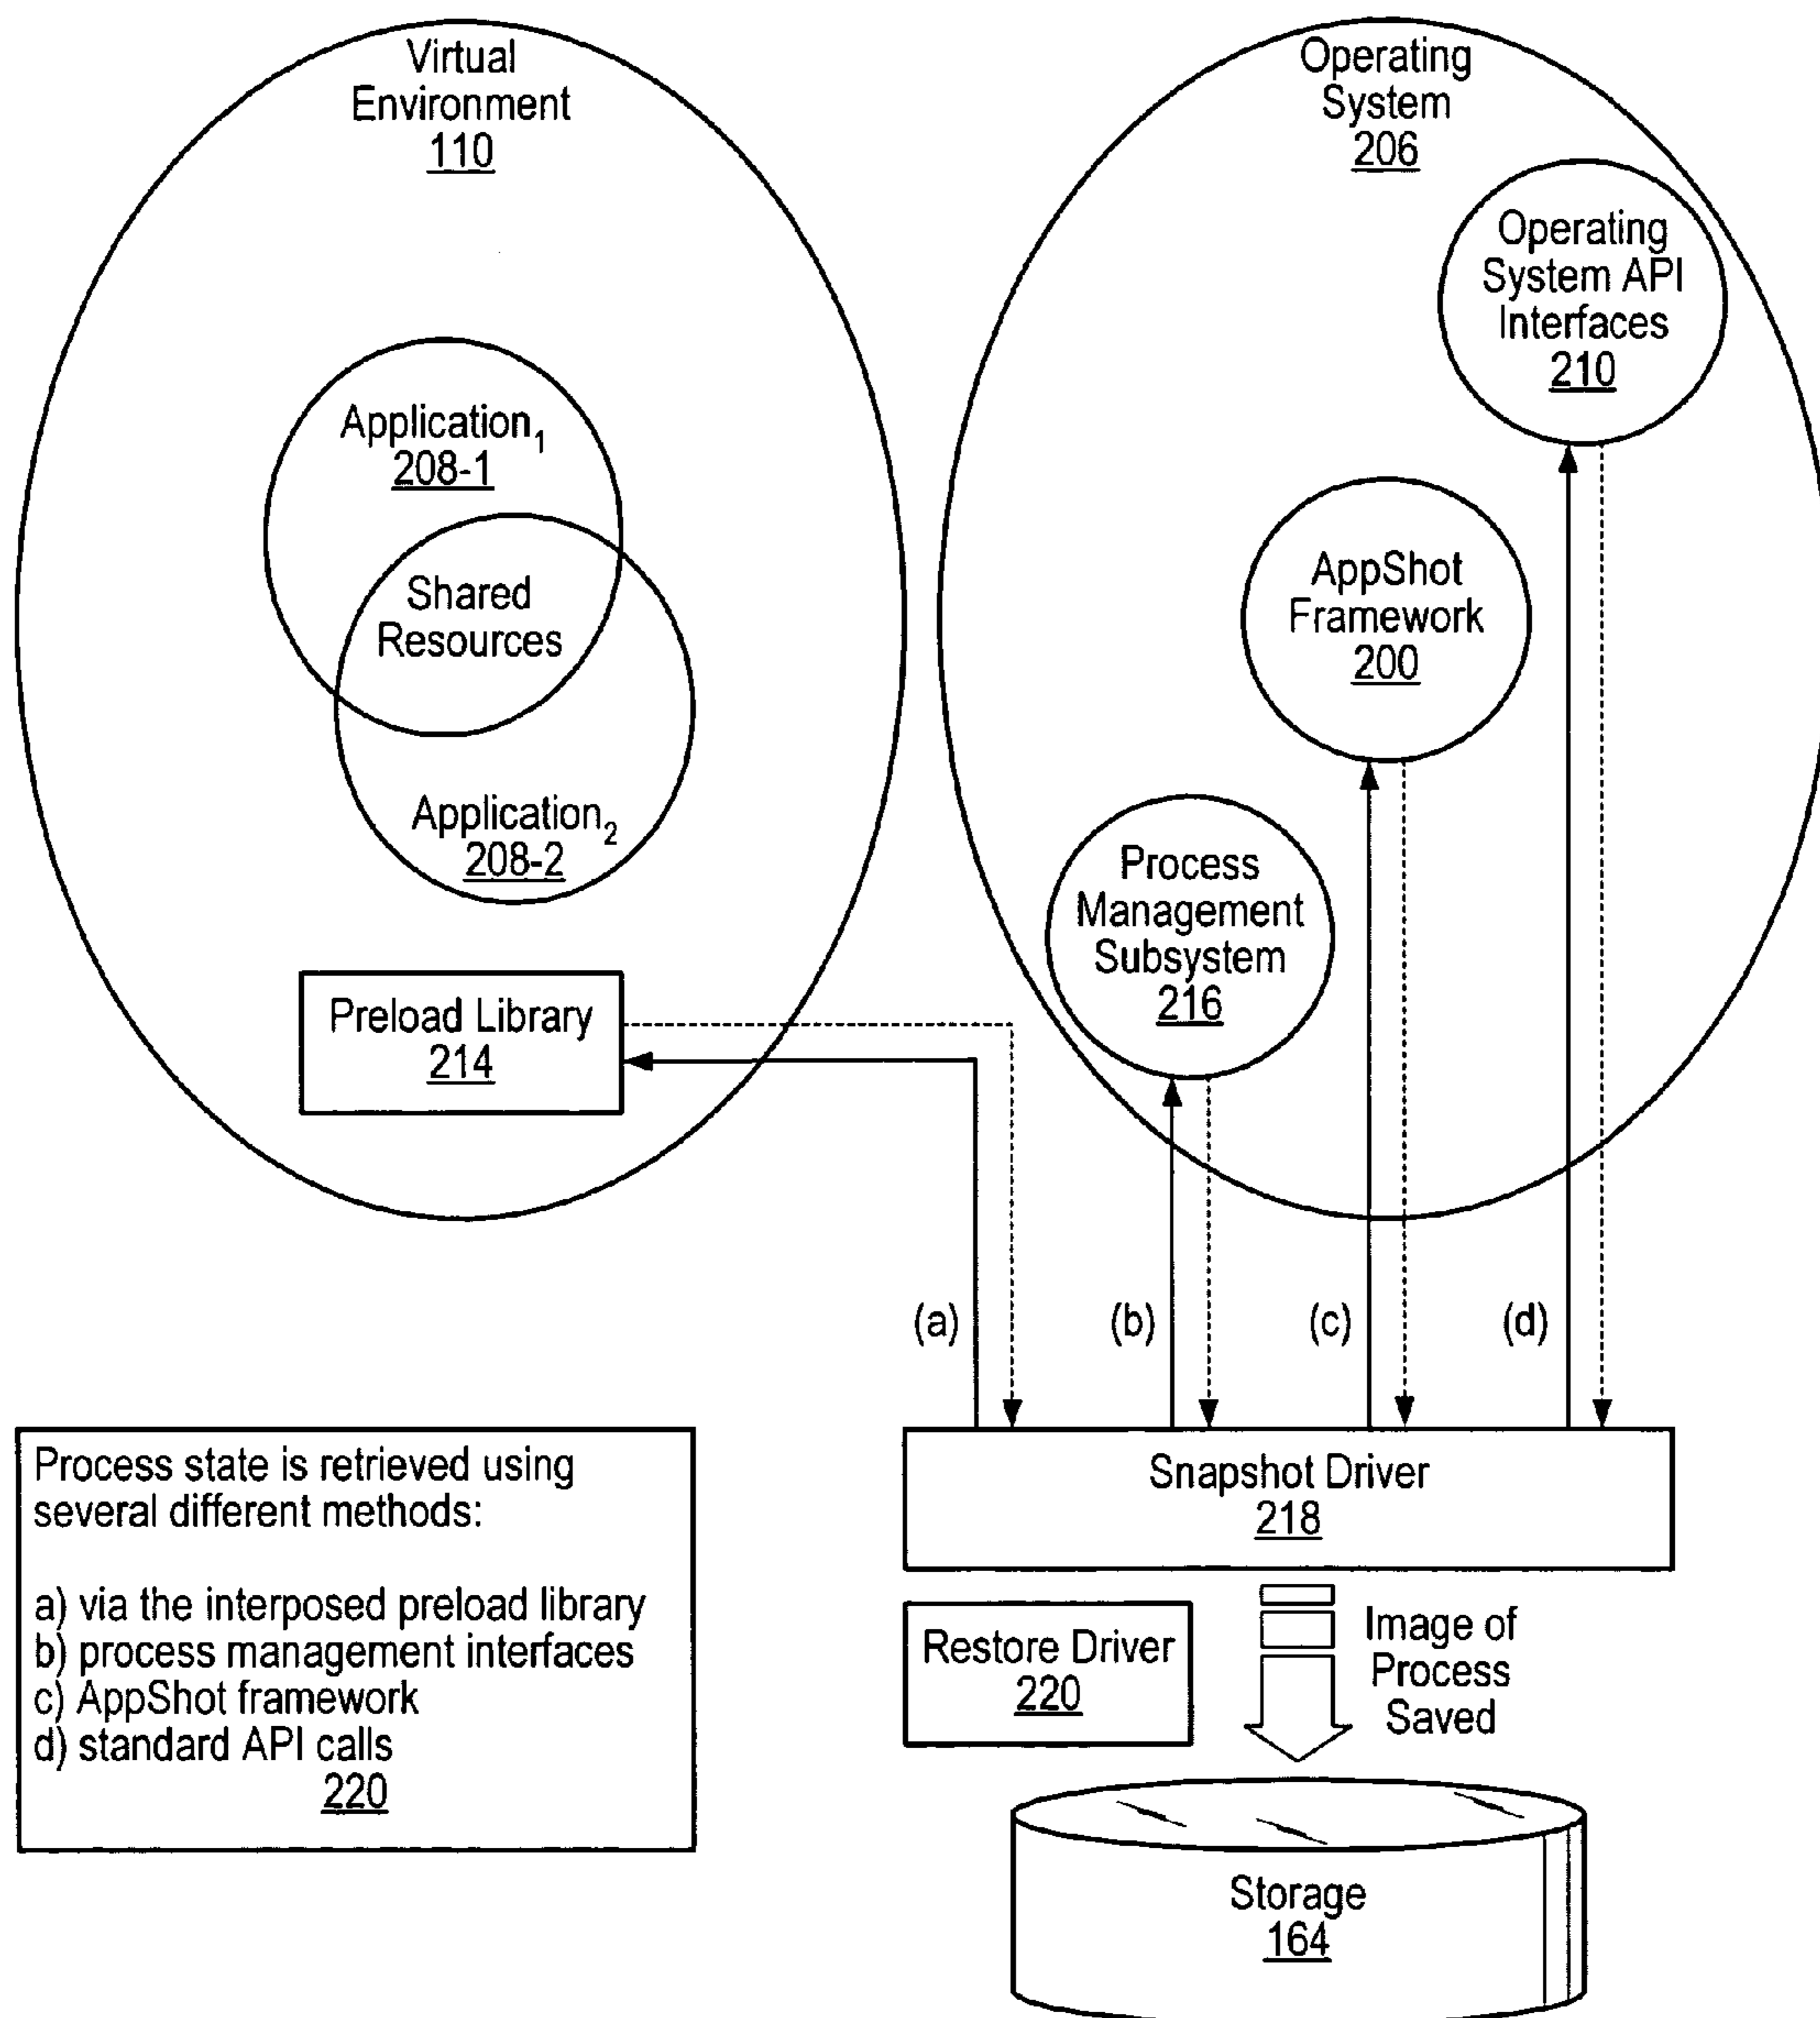 Virtual
Environment
110
Operating
System
206
Operating
System API
Interfaces
210
Application1
208-1
AppShot
Framework
200
Shared
Resources
Application2
208-2
Process
Management
Subsystem
216
Preload Library
214
(a)
(b)
(c)
(d)
Process state is retrieved using
several different methods:
a) via the interposed preload library
b) process management interfaces
c) AppShot framework
d) standard API calls
220
Snapshot Driver
218
Restore Driver
220
Image of
Process
Saved
Storage
164